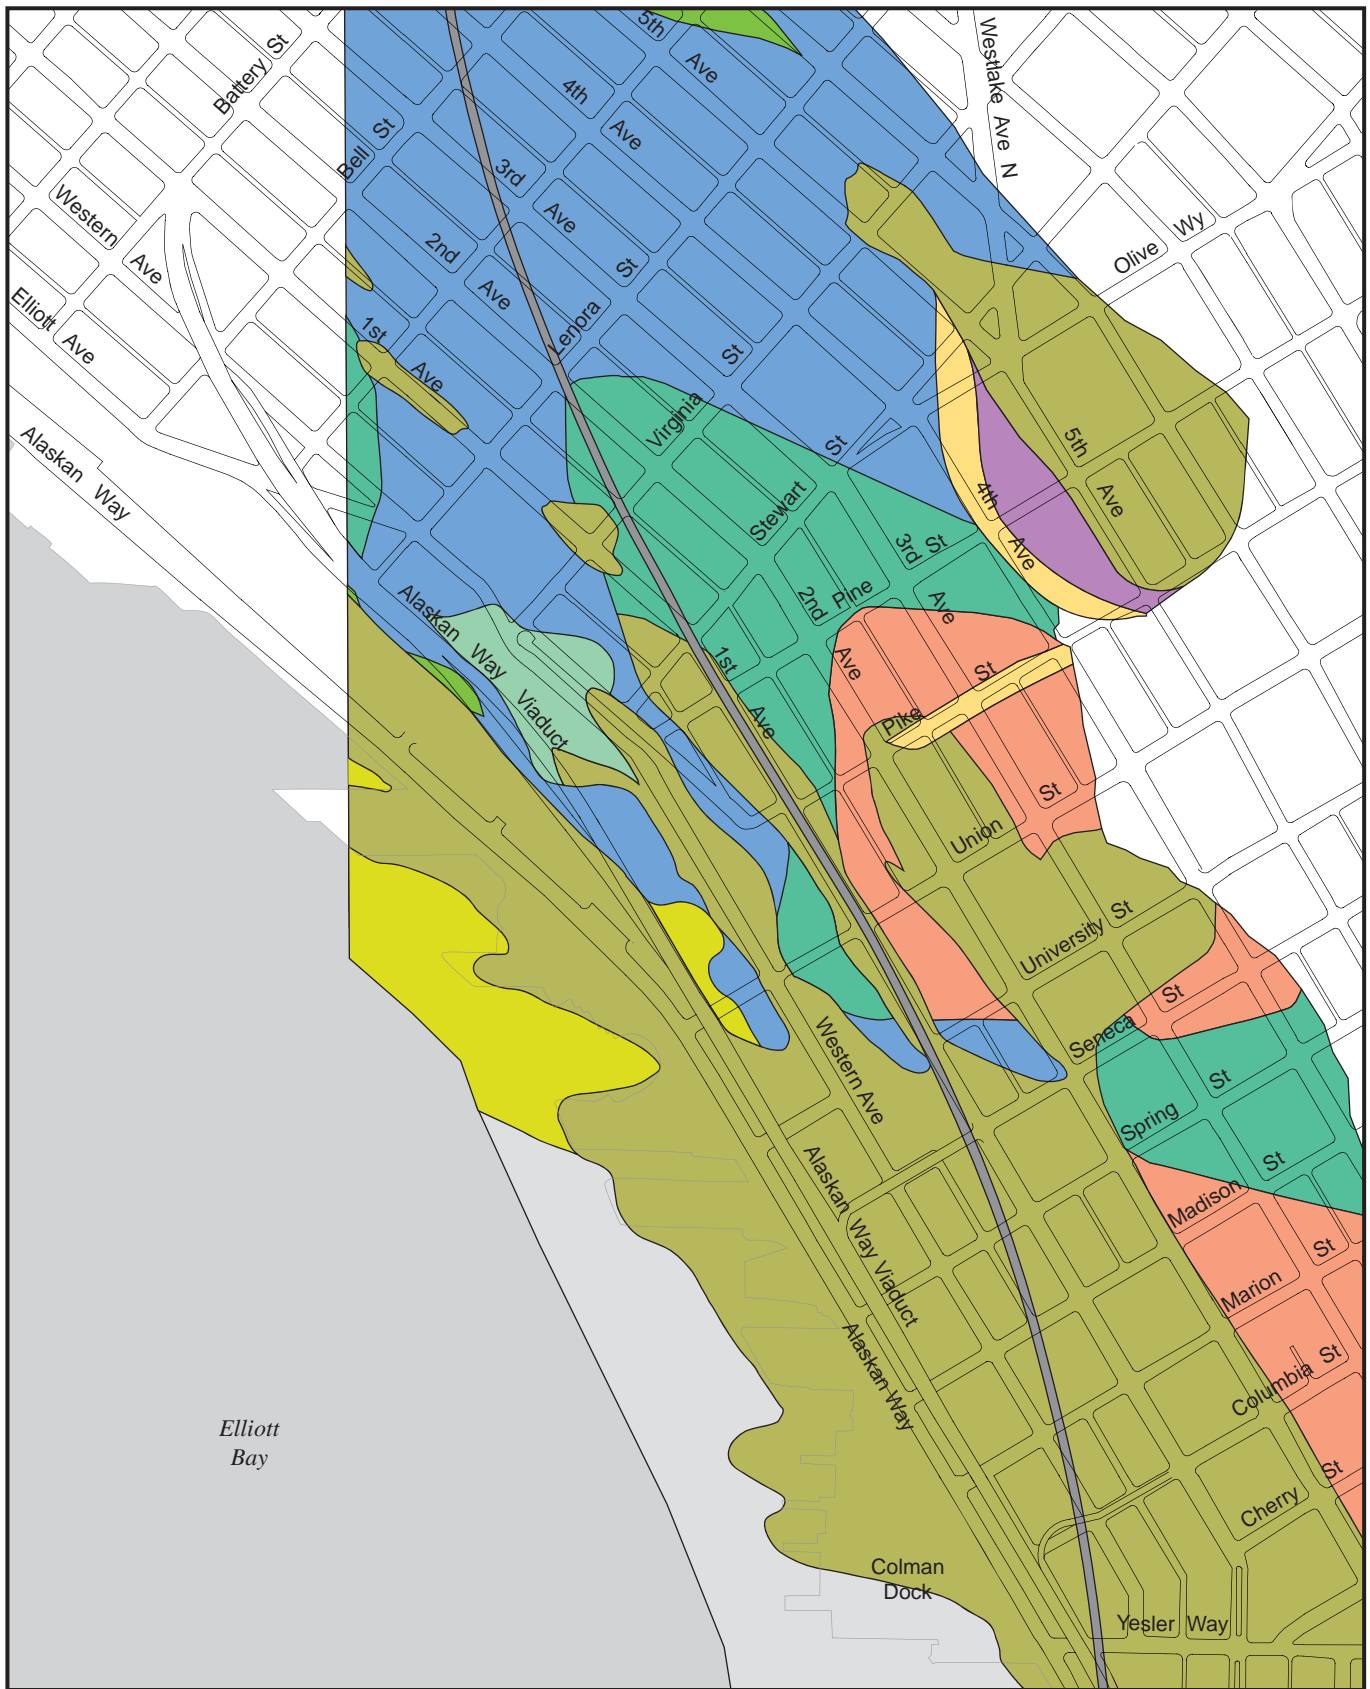 5th
Ave
Westlake Ave N
Battery St
4th
Ave
Bell St
3rd
Ave
Western
Ave
2nd
Ave
St
Lenora
Olive Wy
Elliott
Ave
1st
Ave
St
Virginia
St
Alaskan
Way
5th
Ave
4th
Ave
Stewart
3rd
St
Ave
2nd
Ave
Pine
Alaskan
Way
Viaduct
1st
Ave
St
Pike
St
Union
University St
St
Seneca
Western Ave
St
Spring
St
Madison
Alaskan Way Viaduct
St
Marion
Alaskan Way
St
Columbia
Elliott
Bay
St
Cherry
Colman
Dock
Yesler Way